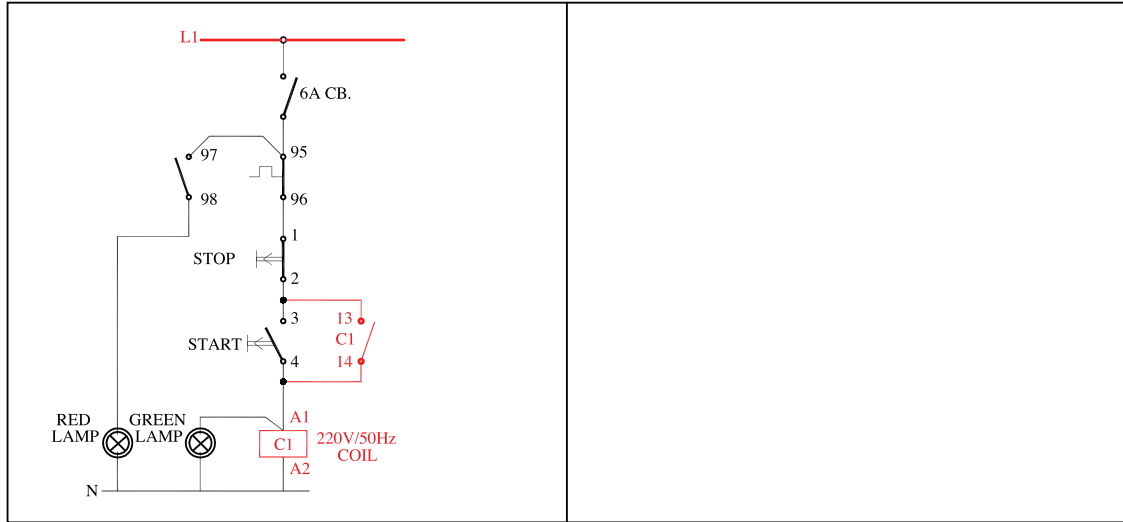 L1
6A CB.
97
95
98
96
1
STOP
2
3
13
C1
START
4
14
RED
LAMP
GREEN
LAMP
A1
C1
220V/50Hz
COIL
A2
N